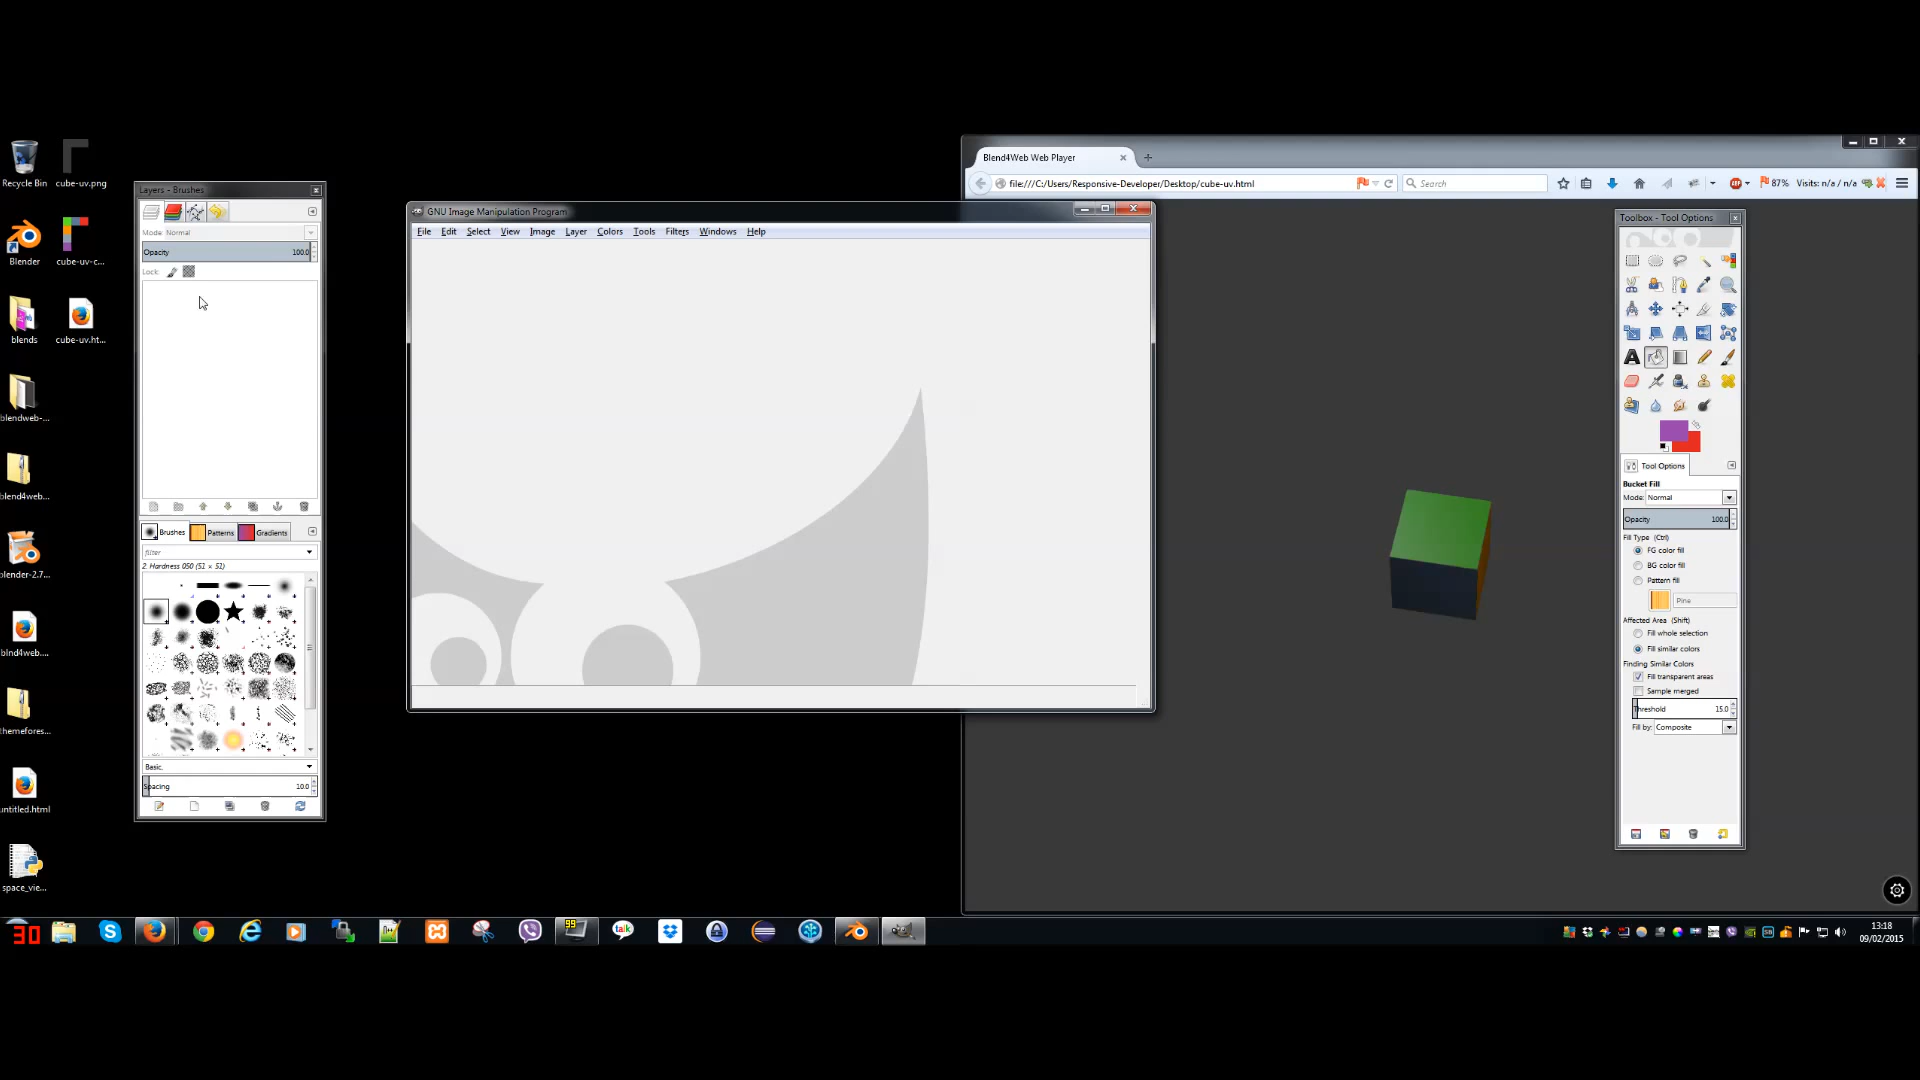 Recycle Bin
cube-uv.png
Blender
cube-uv-c...
blends
cube-uv.ht...
blendweb-...
blend4web...
blender-2.7...
blnd4web....
themefores...
untitled.html
space_vie...
Layers - Brushes
Mode: Normal
Opacity 100.0
Lock:
Brushes Patterns Gradients
filter
2. Hardness 050 (51 × 51)
Basic.
Spacing 10.0
GNU Image Manipulation Program
File Edit Select View Image Layer Colors Tools Filters Windows Help
Blend4Web Web Player
file:///C:/Users/Responsive-Developer/Desktop/cube-uv.html
Search
87% Visits: n/a / n/a
Toolbox - Tool Options
Tool Options
Bucket Fill
Mode: Normal
Opacity 100.0
Fill Type (Ctrl)
FG color fill
BG color fill
Pattern fill
Pine
Affected Area (Shift)
Fill whole selection
Fill similar colors
Finding Similar Colors
Fill transparent areas
Sample merged
Threshold 15.0
Fill by: Composite
30
99
talk
13:18
09/02/2015